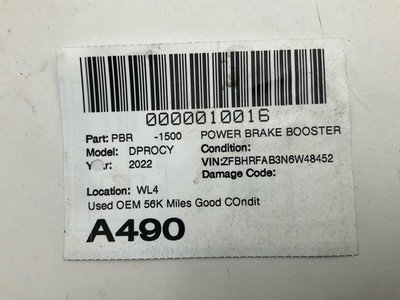 0000010016
Part: PBR -1500 POWER BRAKE BOOSTER
Model: DPROCY Condition:
Year: 2022 VIN:ZFBHRFAB3N6W48452
Damage Code:
Location: WL4
Used OEM 56K Miles Good COndit
A490